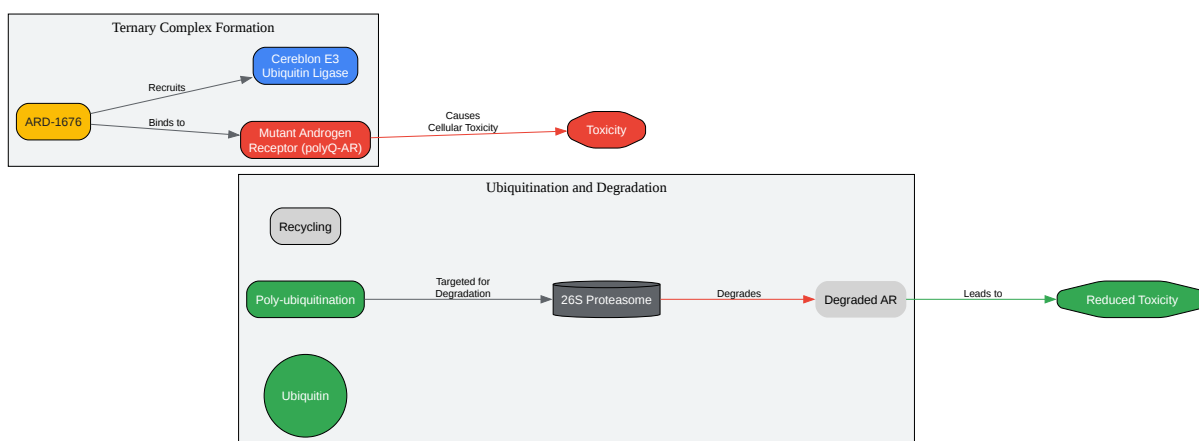 Ternary Complex Formation
Cereblon E3
Ubiquitin Ligase
Recruits
ARD-1676
Binds to
Mutant Androgen
Receptor (polyQ-AR)
Causes
Cellular Toxicity
Toxicity
Ubiquitination and Degradation
Recycling
Poly-ubiquitination
Targeted for
Degradation
26S Proteasome
Degrades
Degraded AR
Leads to
Reduced Toxicity
Ubiquitin